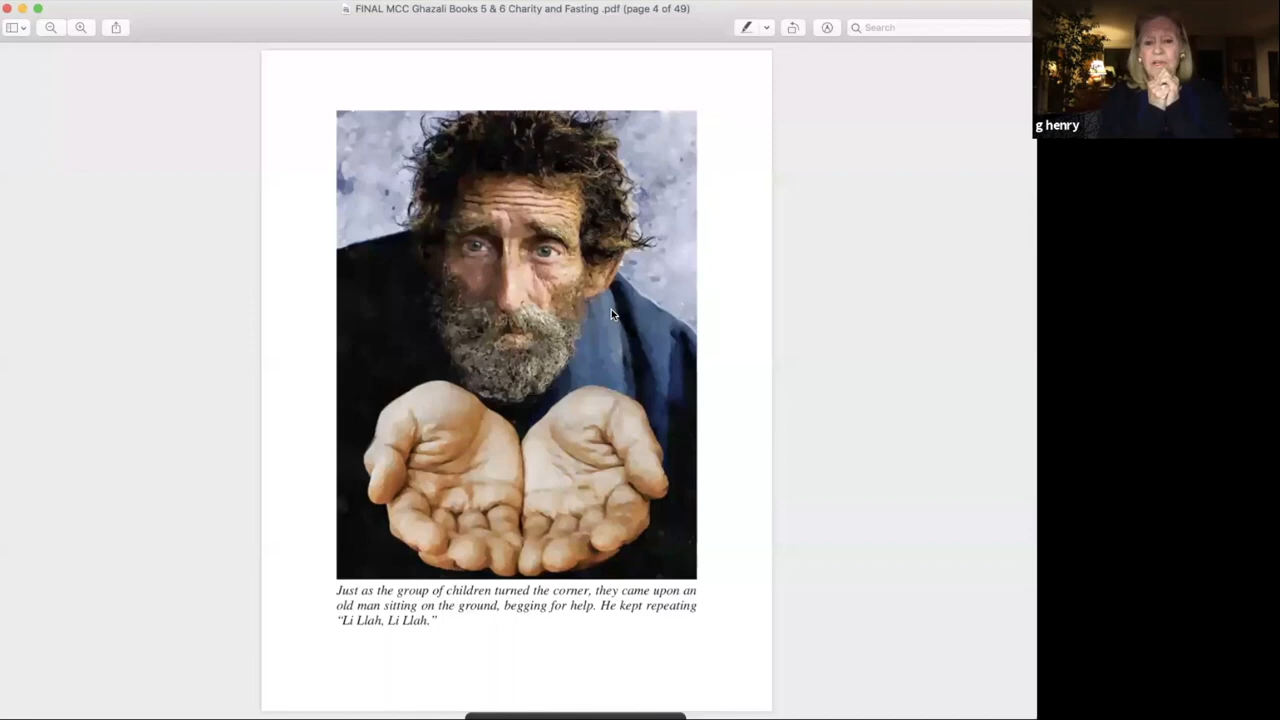 FINAL MCC Ghazali Books 5 & 6 Charity and Fasting .pdf (page 4 of 49)
Search
g henry
Just as the group of children turned the corner, they came upon an
old man sitting on the ground, begging for help. He kept repeating
“Li Llah, Li Llah.”